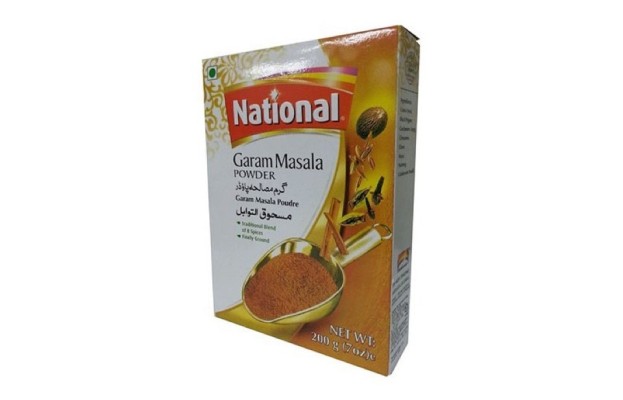 National
Garam Masala
POWDER
گرم مصالحہ پاؤڈر
Garam Masala Poudre
مسحوق التوابل
Traditional Blend
of 8 Spices
Finely Ground
NET WT:
200 g (7 oz)e